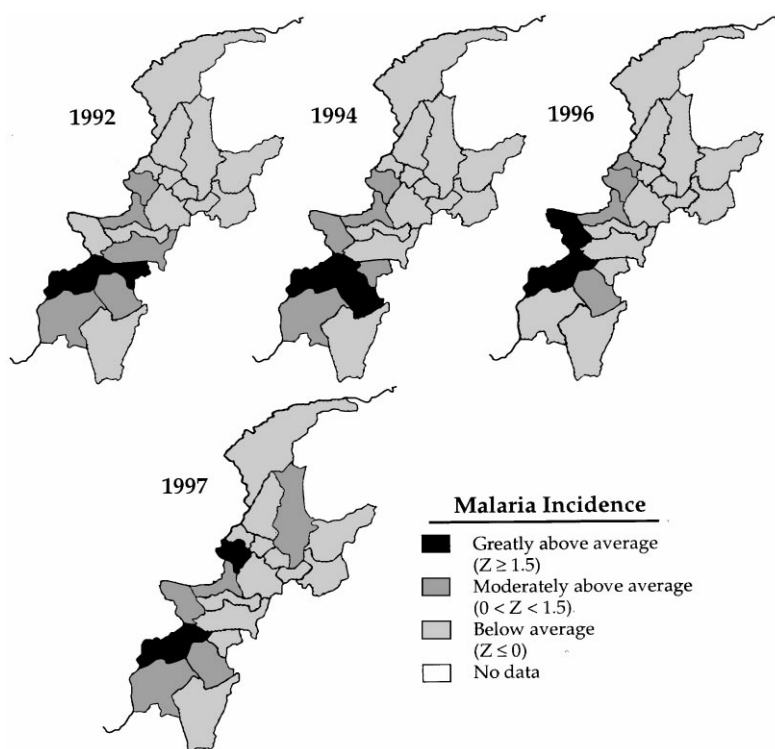 1992
1994
1996
1997
Malaria Incidence
Greatly above average
(Z ≥ 1.5)
Moderately above average
(0 < Z < 1.5)
Below average
(Z ≤ 0)
No data